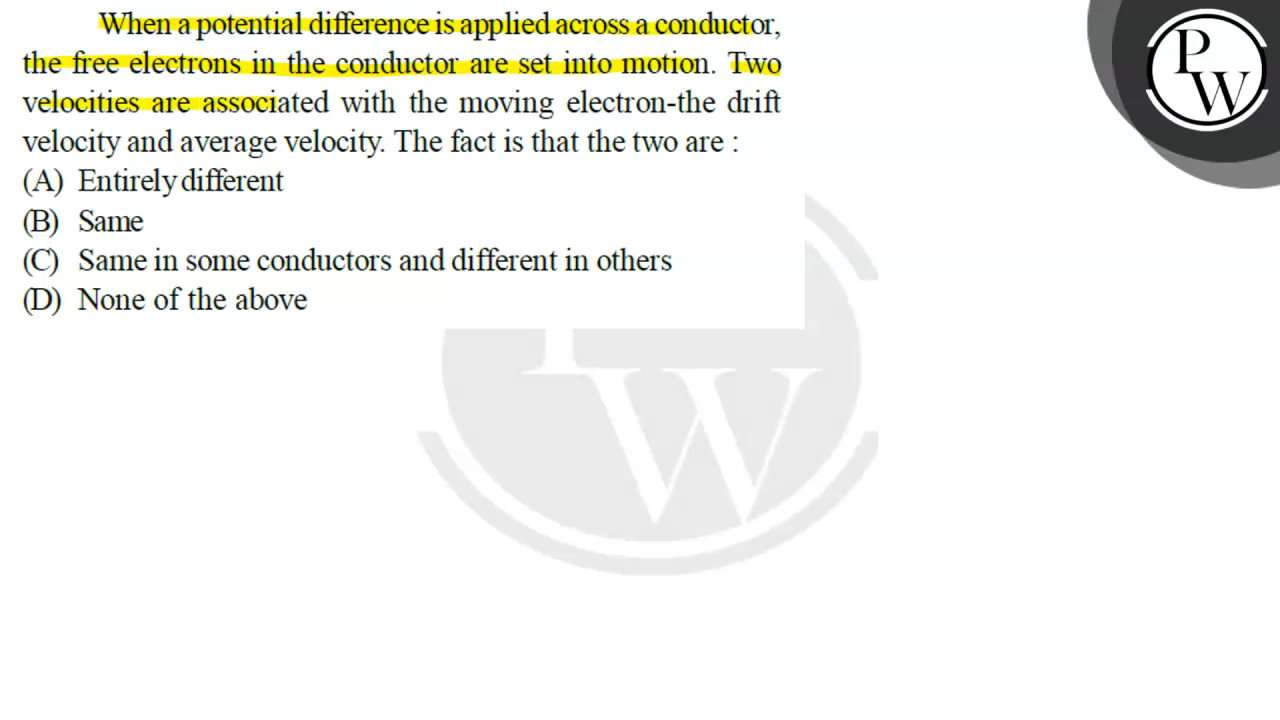 When a potential difference is applied across a conductor,
the free electrons in the conductor are set into motion. Two
velocities are associated with the moving electron-the drift
velocity and average velocity. The fact is that the two are :
(A) Entirely different
(B) Same
(C) Same in some conductors and different in others
(D) None of the above
P
W
W